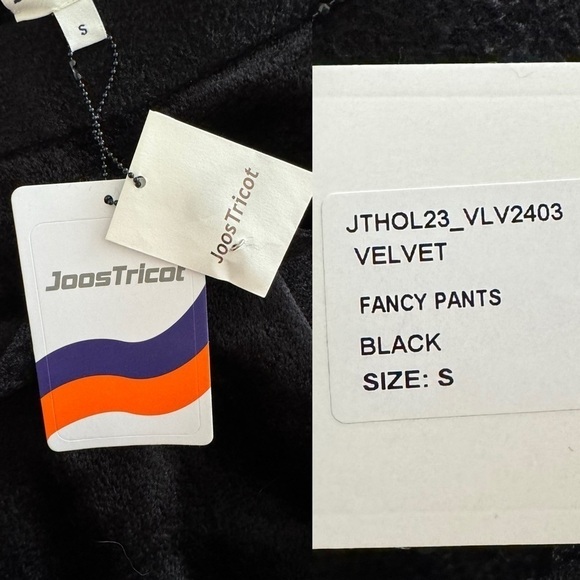 S
JoosTricot
JoosTricot
JTHOL23_VLV2403
VELVET
FANCY PANTS
BLACK
SIZE: S